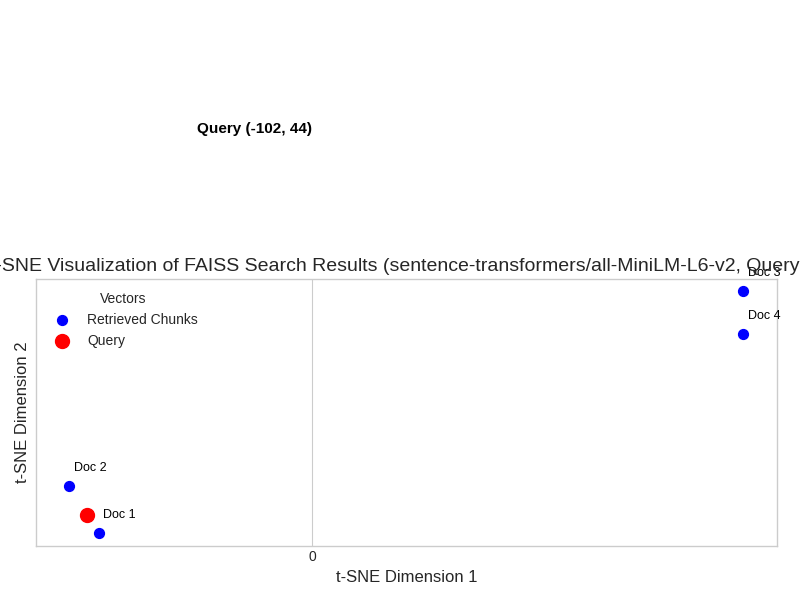 Query (-102, 44)
-SNE Visualization of FAISS Search Results (sentence-transformers/all-MiniLM-L6-v2, Query
Doc 3
Vectors
Retrieved Chunks
Query
Doc 4
t-SNE Dimension 2
Doc 2
Doc 1
0
t-SNE Dimension 1